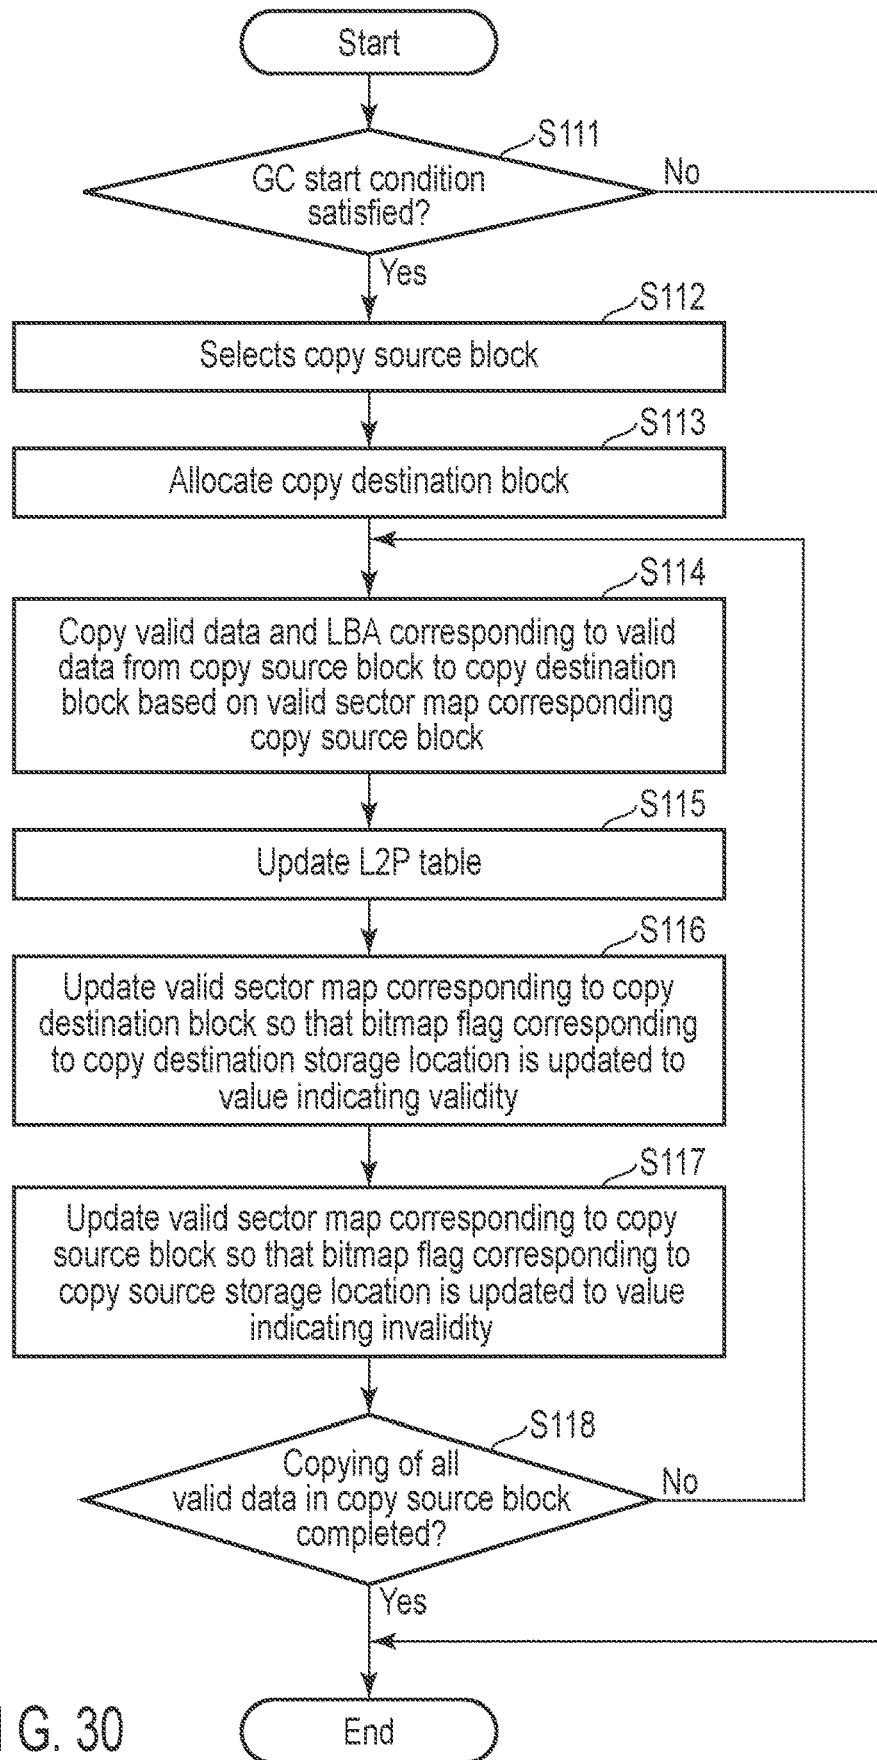 Start
S111
GC start condition
satisfied?
No
Yes
S112
Selects copy source block
S113
Allocate copy destination block
S114
Copy valid data and LBA corresponding to valid
data from copy source block to copy destination
block based on valid sector map corresponding
copy source block
S115
Update L2P table
S116
Update valid sector map corresponding to copy
destination block so that bitmap flag corresponding
to copy destination storage location is updated to
value indicating validity
S117
Update valid sector map corresponding to copy
source block so that bitmap flag corresponding to
copy source storage location is updated to value
indicating invalidity
S118
Copying of all
valid data in copy source block
completed?
No
Yes
End
I G. 30